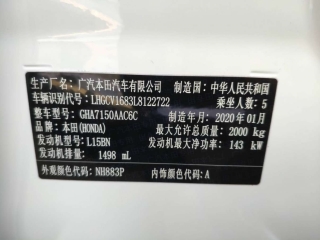 生产厂名：广汽本田汽车有限公司 制造国：中华人民共和国
车辆识别代号：LHGCV1683L8122722 乘坐人数：5
整车型号：GHA7150AAC6C 制造年月：2020年01月
品牌：本田(HONDA) 最大允许总质量：2000 kg
发动机型号：L15BN 发动机最大净功率：143 kW
发动机排量：1498 mL
外观颜色代码：NH883P 内饰颜色代码：A